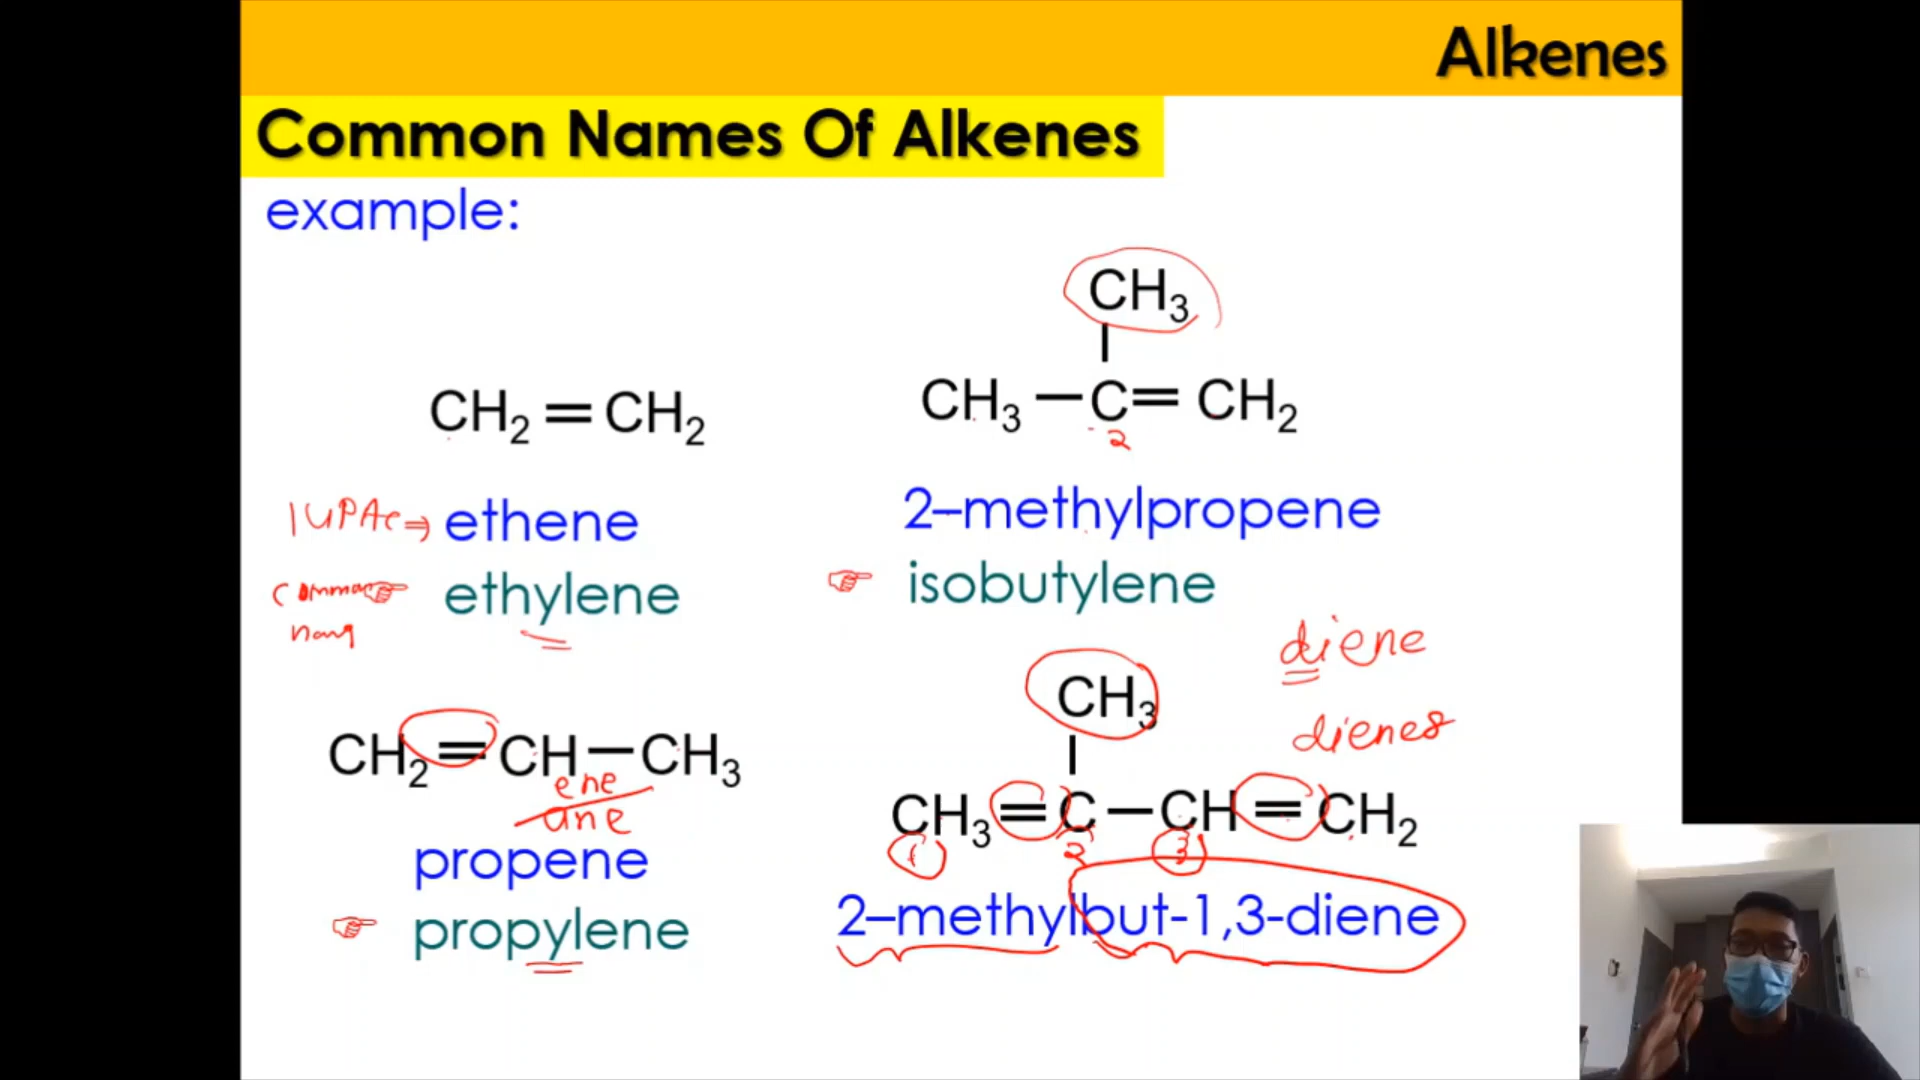 Alkenes
Common Names Of Alkenes
example:
CH₂=CH₂
IUPAC⇒ ethene
common ethylene
CH₂=CH—CH₃
ene
ane
propene
propylene
CH₃
|
CH₃—C=CH₂
2
2–methylpropene
isobutylene
diene
dienes
CH₃
|
CH₃=C—CH=CH₂
1 2 3
2–methylbut-1,3-diene